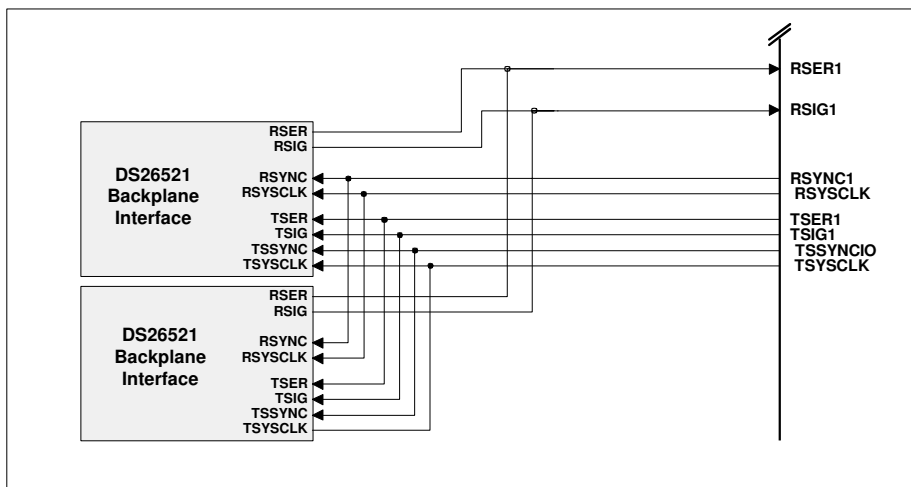 RSER1
RSIG1
RSER
RSIG
DS26521
Backplane
Interface
RSYNC
RSYSCLK
TSER
TSIG
TSSYNC
TSYSCLK
RSYNC1
RSYSCLK
TSER1
TSIG1
TSSYNCIO
TSYSCLK
RSER
RSIG
DS26521
Backplane
Interface
RSYNC
RSYSCLK
TSER
TSIG
TSSYNC
TSYSCLK